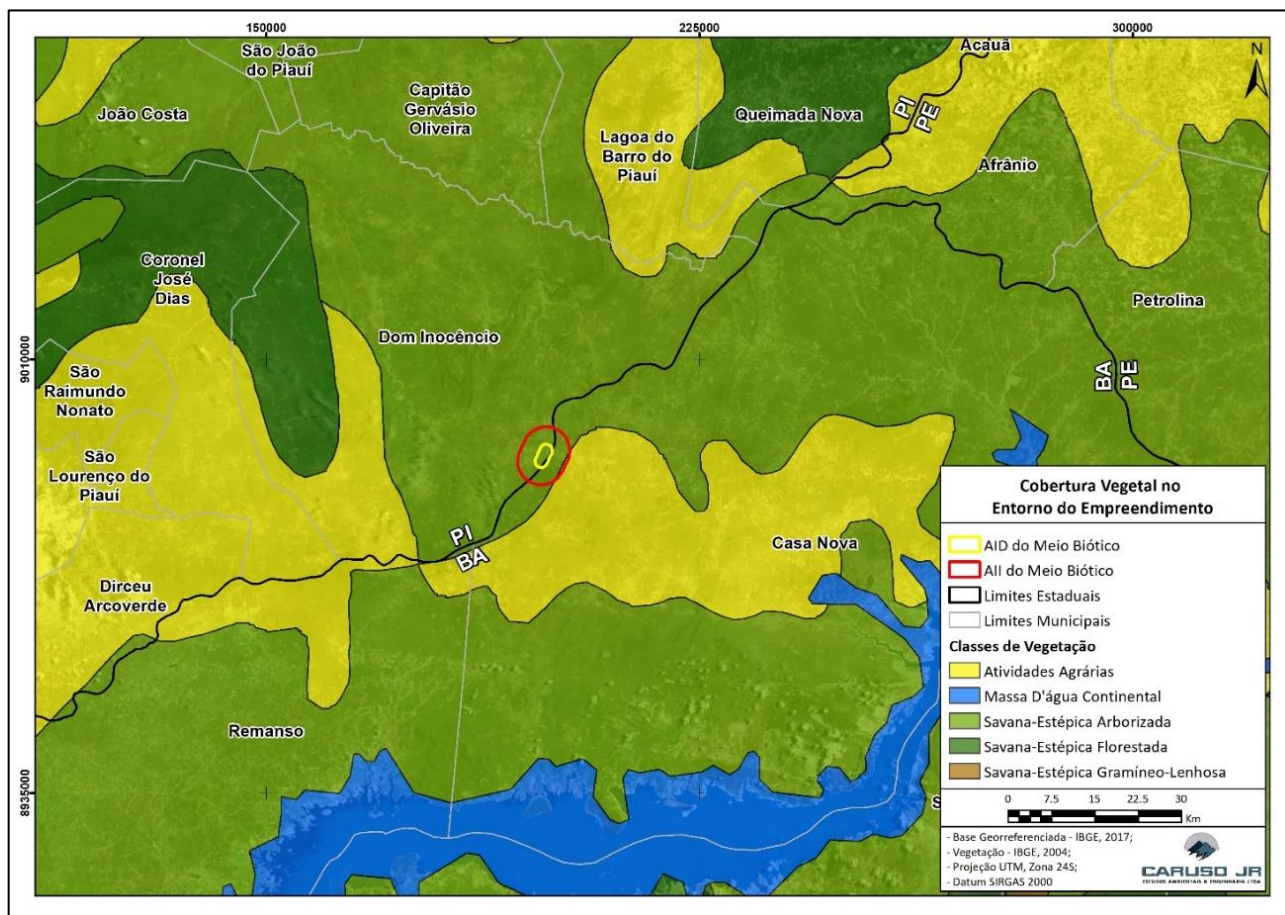 150000
225000
300000
São João
do Piauí
Acauã
N
João Costa
Capitão
Gervásio
Oliveira
Queimada Nova
PI
PE
Lagoa do
Barro do
Piauí
Afrânio
Coronel
José
Dias
Petrolina
Dom Inocêncio
9010000
BA
PE
São
Raimundo
Nonato
São
Lourenço do
Piauí
PI
BA
Casa Nova
Dirceu
Arcoverde
Remanso
8935000
S
Cobertura Vegetal no
Entorno do Empreendimento
AID do Meio Biótico
AII do Meio Biótico
Limites Estaduais
Limites Municipais
Classes de Vegetação
Atividades Agrárias
Massa D'água Continental
Savana-Estépica Arborizada
Savana-Estépica Florestada
Savana-Estépica Gramíneo-Lenhosa
0 7.5 15 22.5 30
Km
- Base Georreferenciada - IBGE, 2017;
- Vegetação - IBGE, 2004;
- Projeção UTM, Zona 24S;
- Datum SIRGAS 2000
CARUSO JR
ESTUDOS AMBIENTAIS & ENGENHARIA LTDA